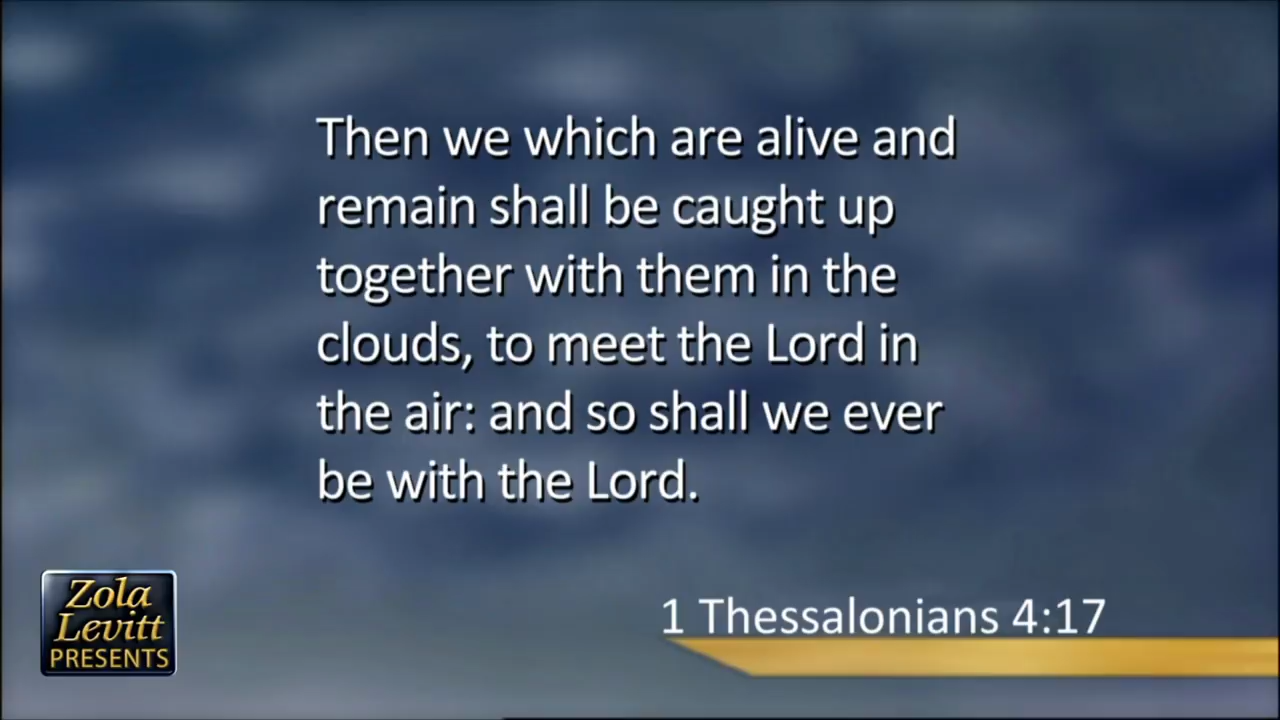 Then we which are alive and
remain shall be caught up
together with them in the
clouds, to meet the Lord in
the air: and so shall we ever
be with the Lord.
1 Thessalonians 4:17
Zola
Levitt
PRESENTS